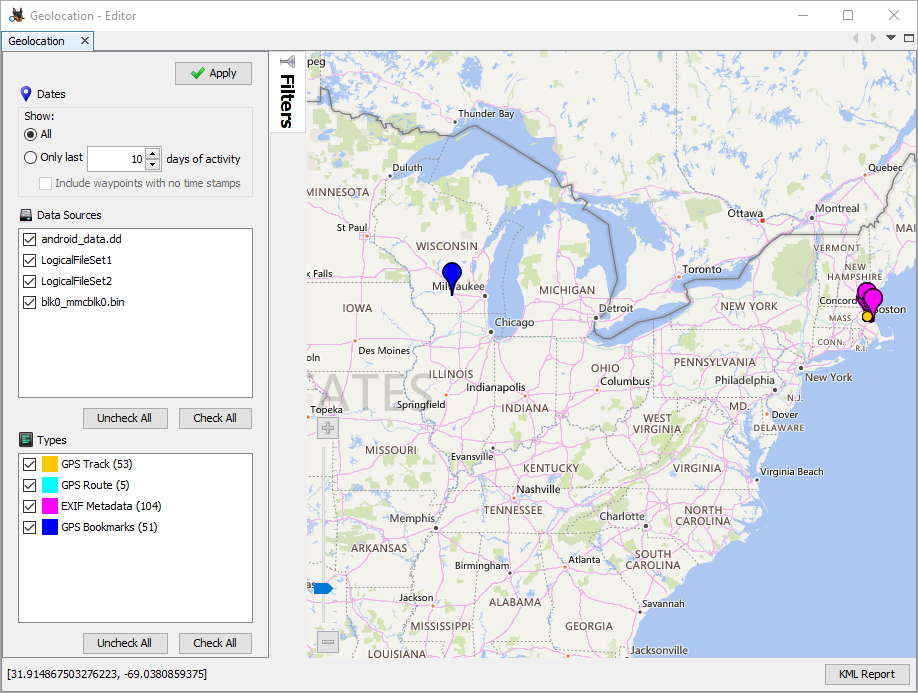 Geolocation - Editor
Geolocation
Apply
Dates
Show:
All
Only last 10 days of activity
Include waypoints with no time stamps
Data Sources
android_data.dd
LogicalFileSet1
LogicalFileSet2
blk0_mmcblk0.bin
Uncheck All
Check All
Types
GPS Track (53)
GPS Route (5)
EXIF Metadata (104)
GPS Bookmarks (51)
Uncheck All
Check All
Filters
peg
Thunder Bay
Duluth
Quebec
MINNESOTA
Ottawa
Montreal
MAI
St Paul
WISCONSIN
VERMONT
Toronto
NEW HAMPSHIRE
x Falls
Milwaukee
MICHIGAN
Concord
IOWA
Detroit
NEW YORK
oston
MASS.
Chicago
CONN.
R.I.
oln
Des Moines
PENNSYLVANIA
ILLINOIS
OHIO
Columbus
New York
Philadelphia
ATES
Indianapolis
N.J.
Topeka
Springfield
INDIANA
MD.
Dover
WEST VIRGINIA
DELAWARE
MISSOURI
Evansville
KENTUCKY
VIRGINIA
Virginia Beach
Nashville
TENNESSEE
NORTH CAROLINA
Memphis
Charlotte
ARKANSAS
SOUTH CAROLINA
Birmingham
Atlanta
as
Jackson
ALABAMA
Savannah
MISSISSIPPI
GEORGIA
LOUISIANA
Jacksonville
[31.914867503276223, -69.0380859375]
KML Report